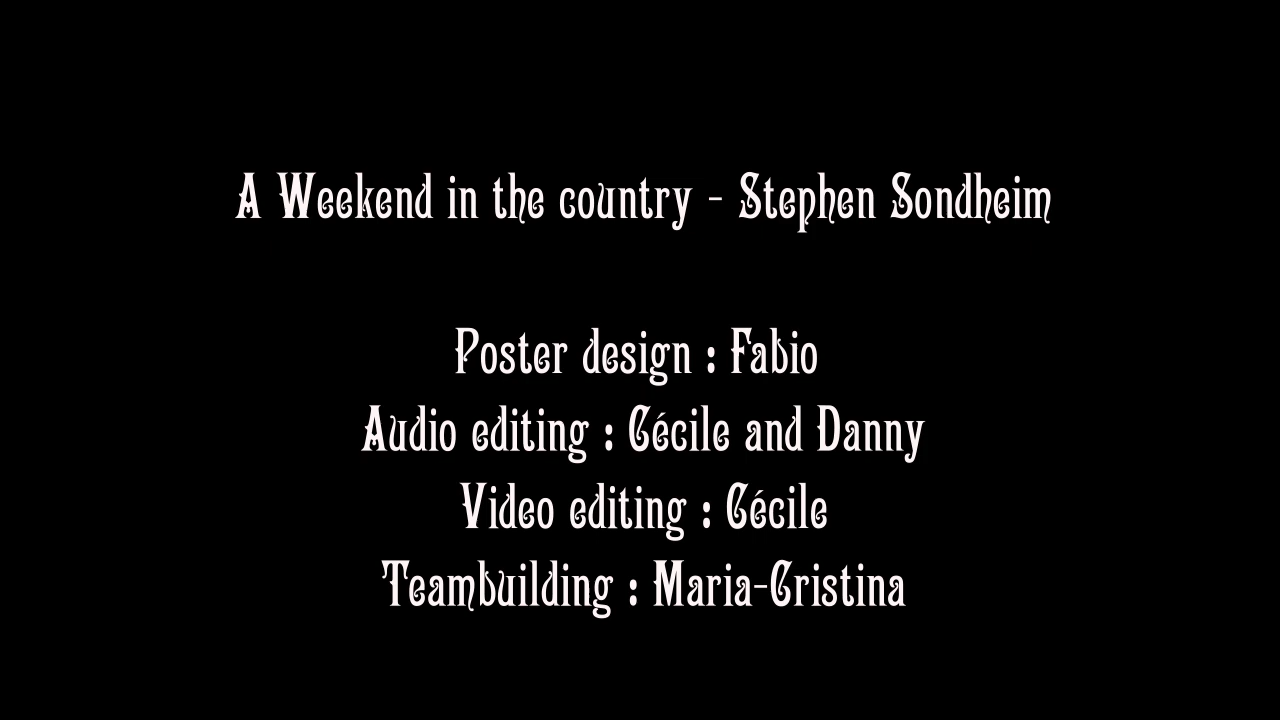 A Weekend in the country - Stephen Sondheim
Poster design : Fabio
Audio editing : Cécile and Danny
Video editing : Cécile
Teambuilding : Maria-Cristina